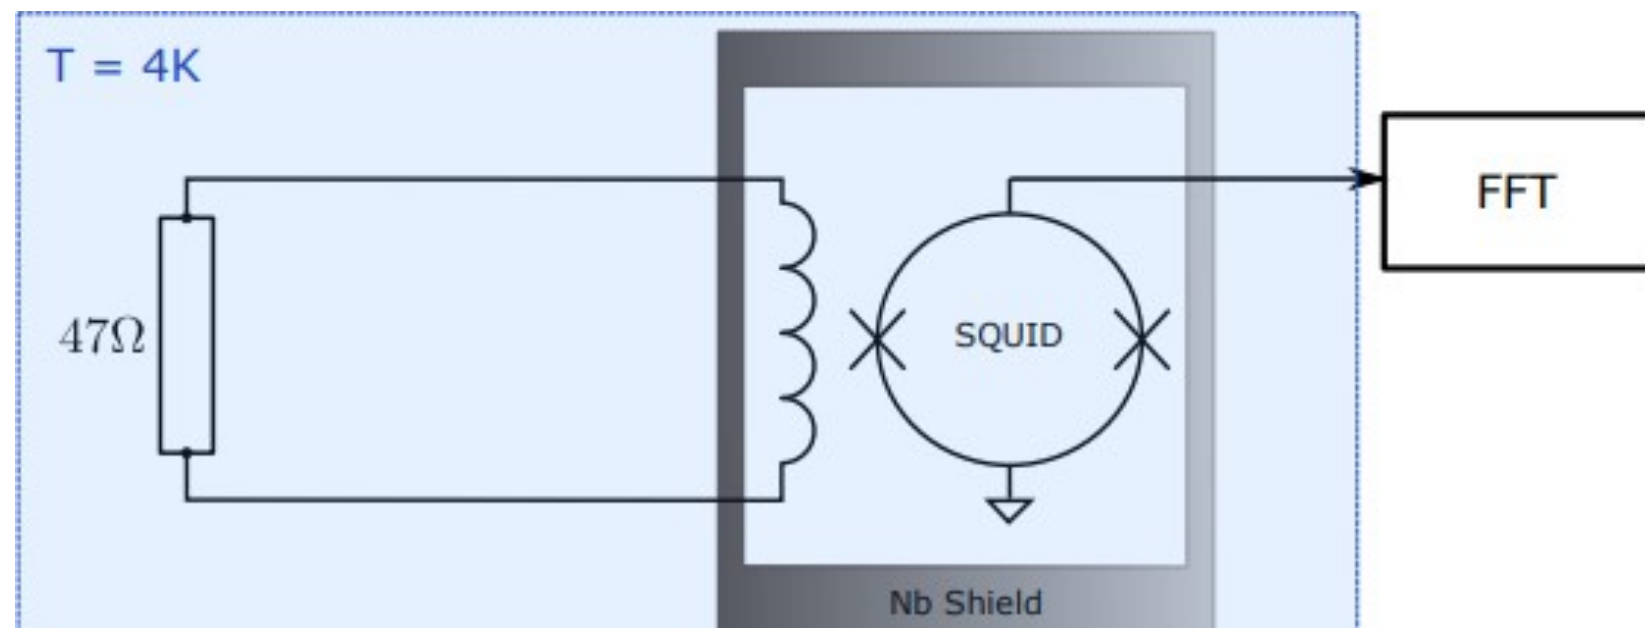 T = 4K
FFT
47Ω
SQUID
Nb Shield